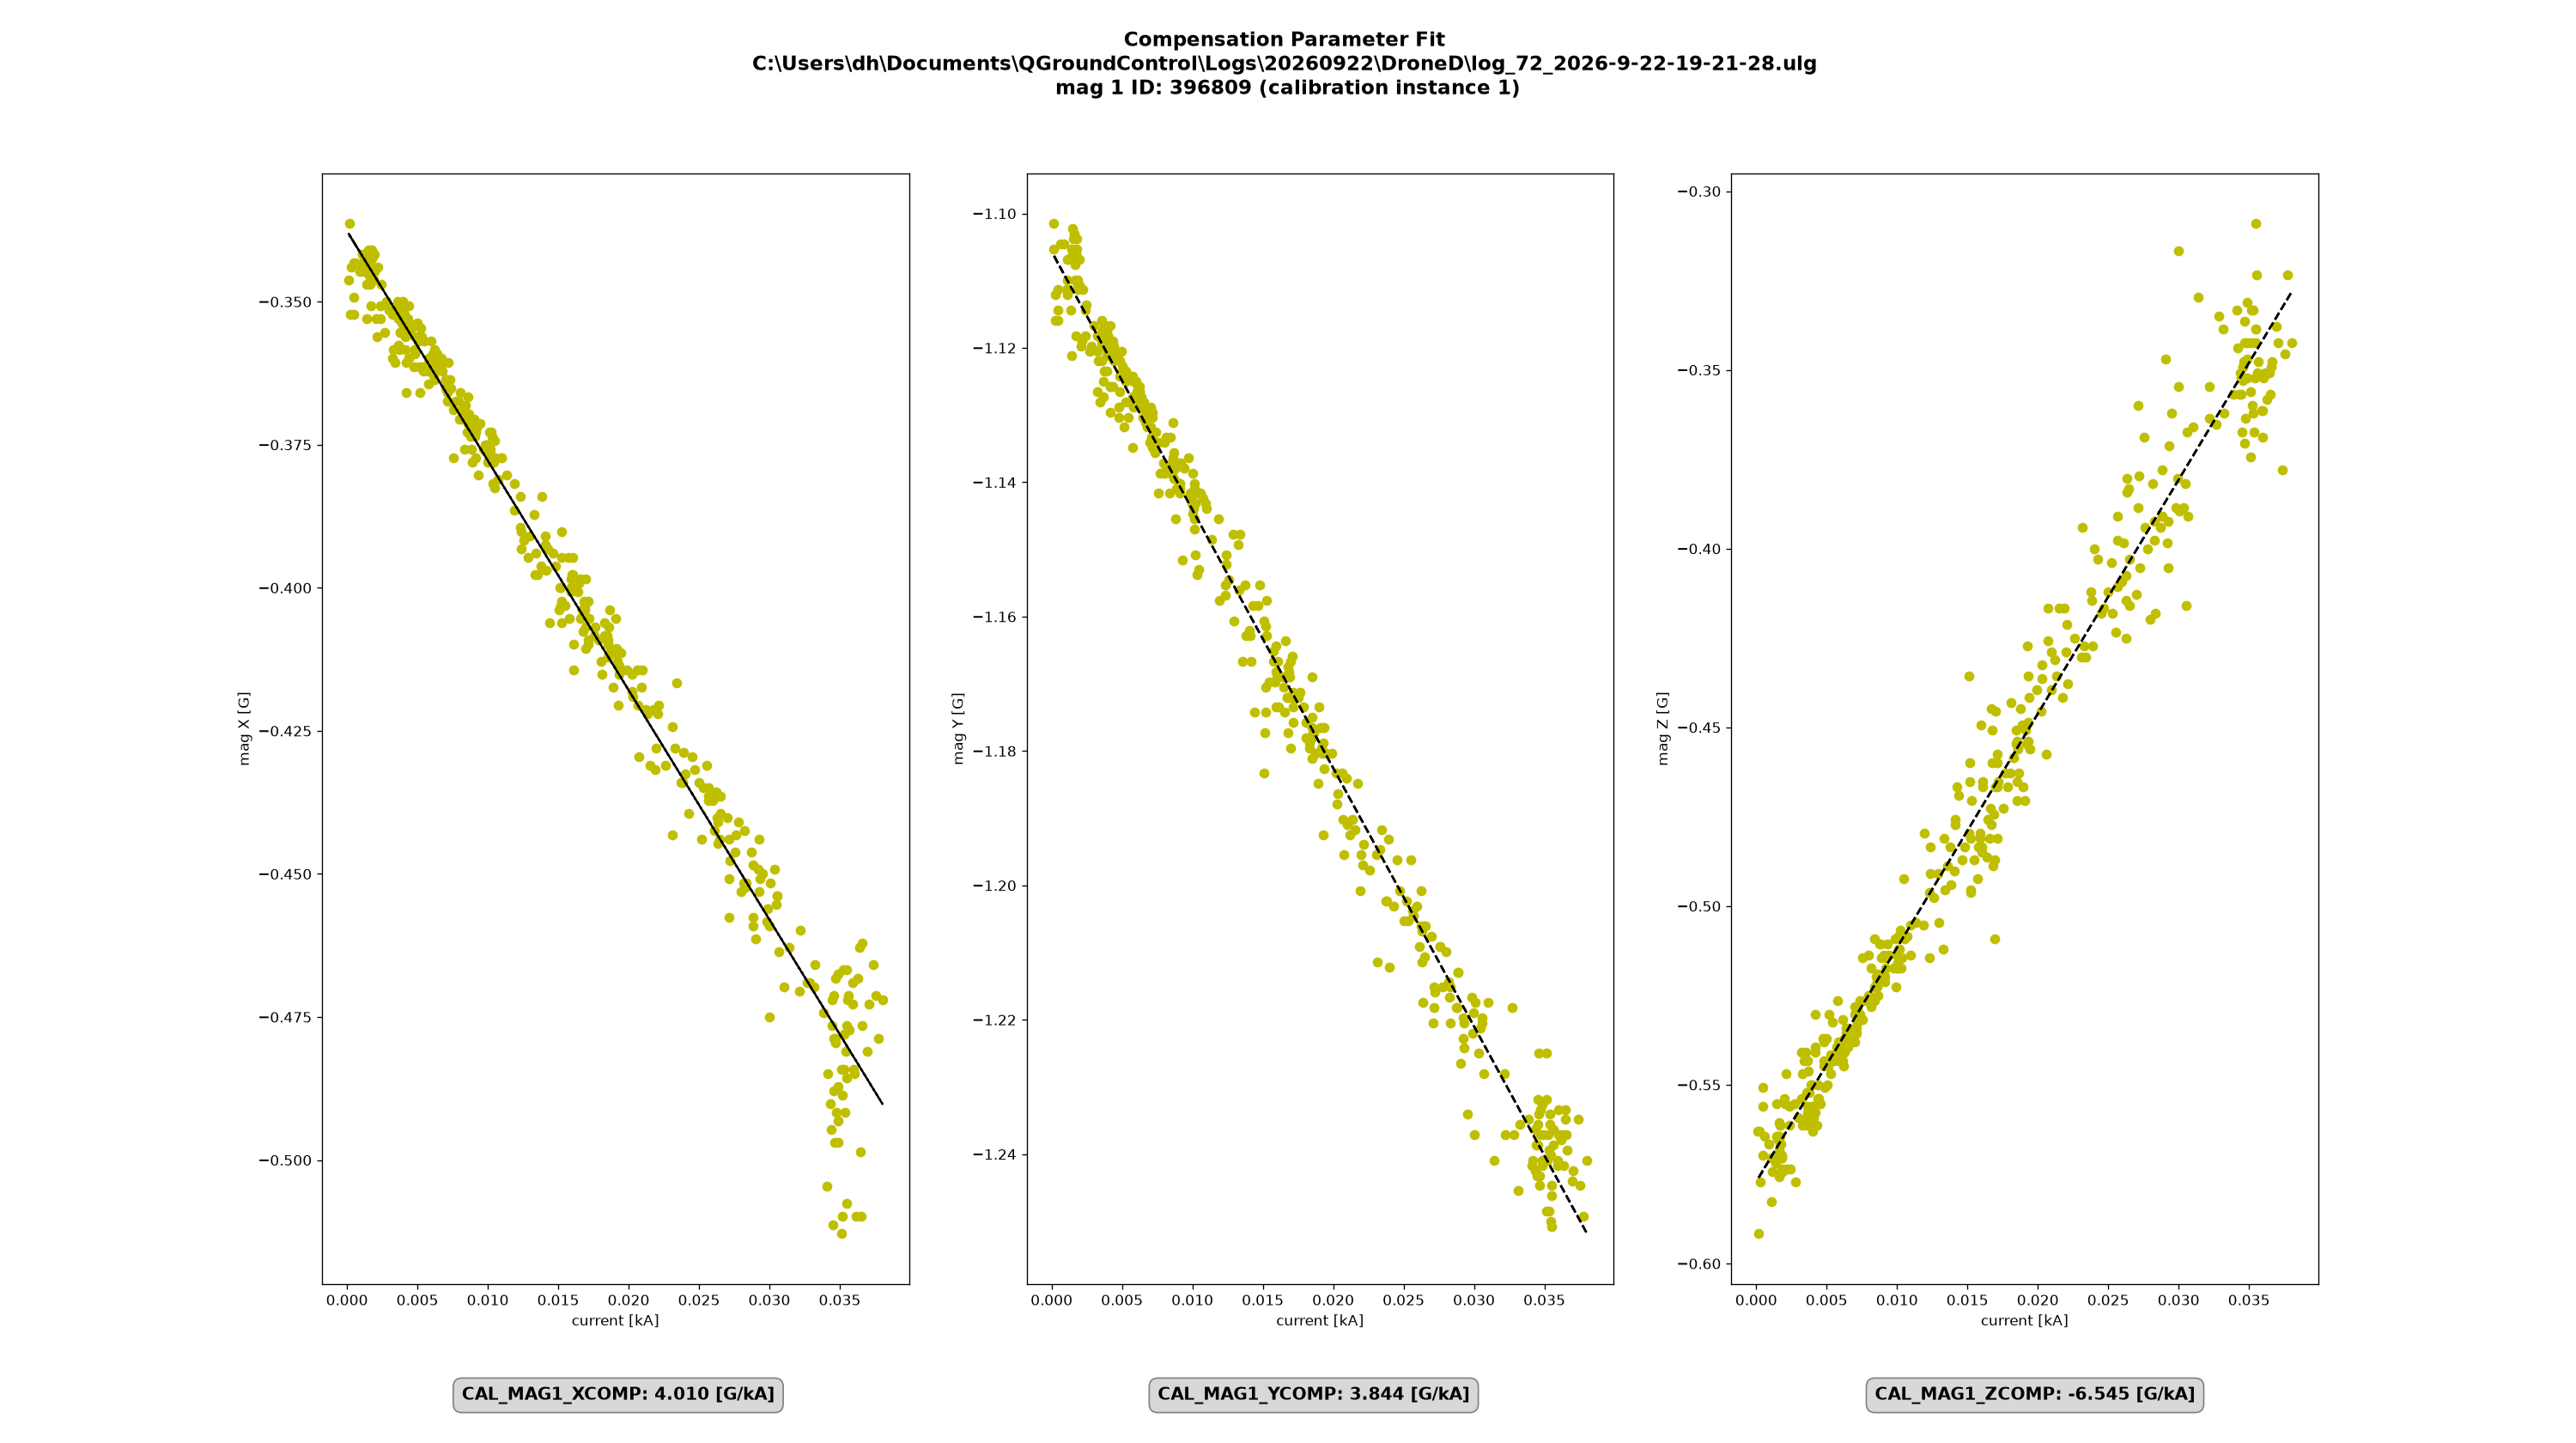 Compensation Parameter Fit
C:\Users\dh\Documents\QGroundControl\Logs\20260922\DroneD\log_72_2026-9-22-19-21-28.ulg
mag 1 ID: 396809 (calibration instance 1)
mag X [G]
−0.350
−0.375
−0.400
−0.425
−0.450
−0.475
−0.500
0.000 0.005 0.010 0.015 0.020 0.025 0.030 0.035
current [kA]
CAL_MAG1_XCOMP: 4.010 [G/kA]
mag Y [G]
−1.10
−1.12
−1.14
−1.16
−1.18
−1.20
−1.22
−1.24
0.000 0.005 0.010 0.015 0.020 0.025 0.030 0.035
current [kA]
CAL_MAG1_YCOMP: 3.844 [G/kA]
mag Z [G]
−0.30
−0.35
−0.40
−0.45
−0.50
−0.55
−0.60
0.000 0.005 0.010 0.015 0.020 0.025 0.030 0.035
current [kA]
CAL_MAG1_ZCOMP: -6.545 [G/kA]